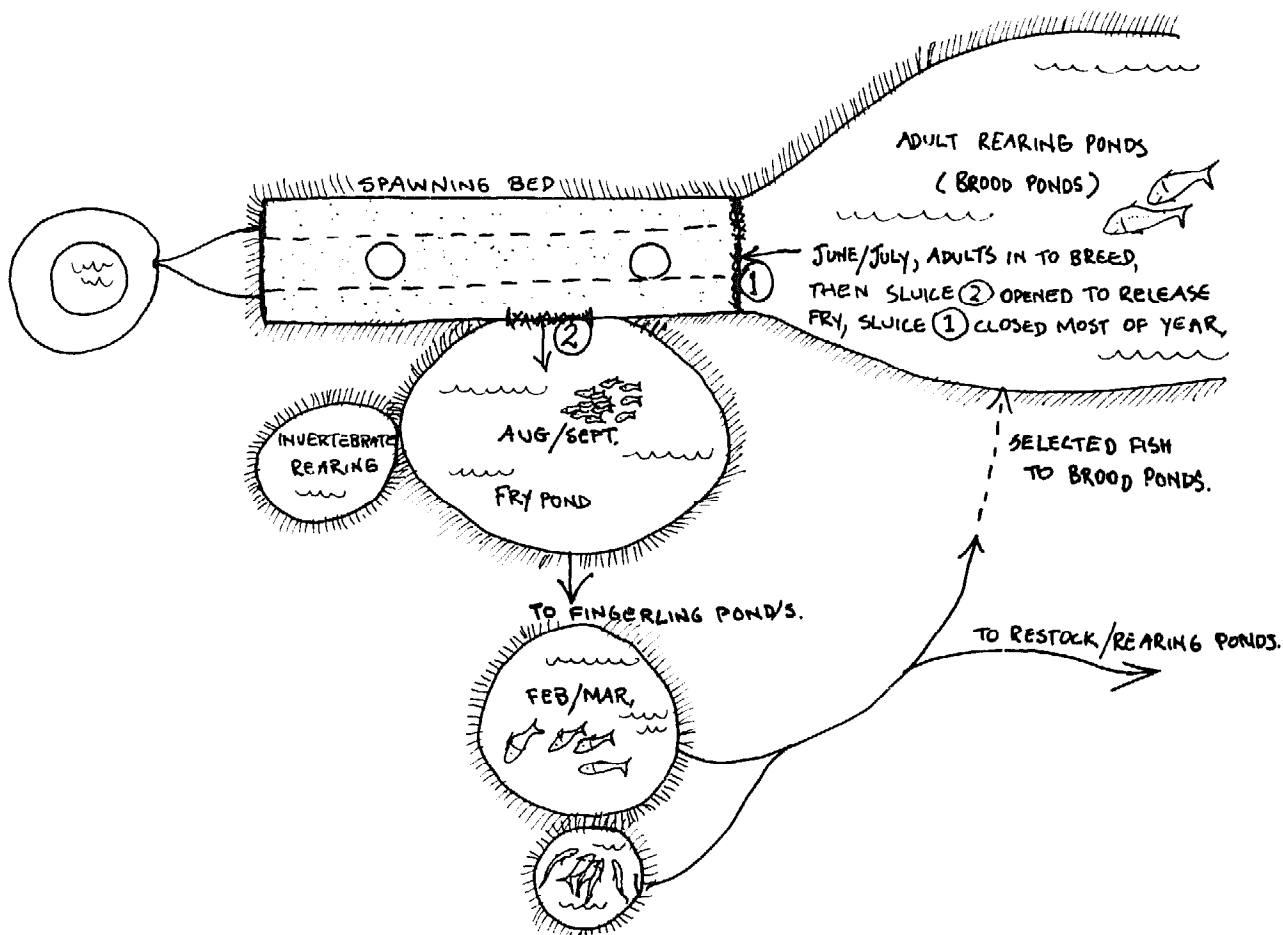 SPAWNING BED
ADULT REARING PONDS
(BROOD PONDS)
JUNE/JULY, ADULTS IN TO BREED,
THEN SLUICE ② OPENED TO RELEASE
FRY, SLUICE ① CLOSED MOST OF YEAR,
①
②
INVERTEBRATE
REARING
AUG/SEPT.
FRY POND
SELECTED FISH
TO BROOD PONDS.
TO FINGERLING POND/S.
TO RESTOCK/REARING PONDS.
FEB/MAR,